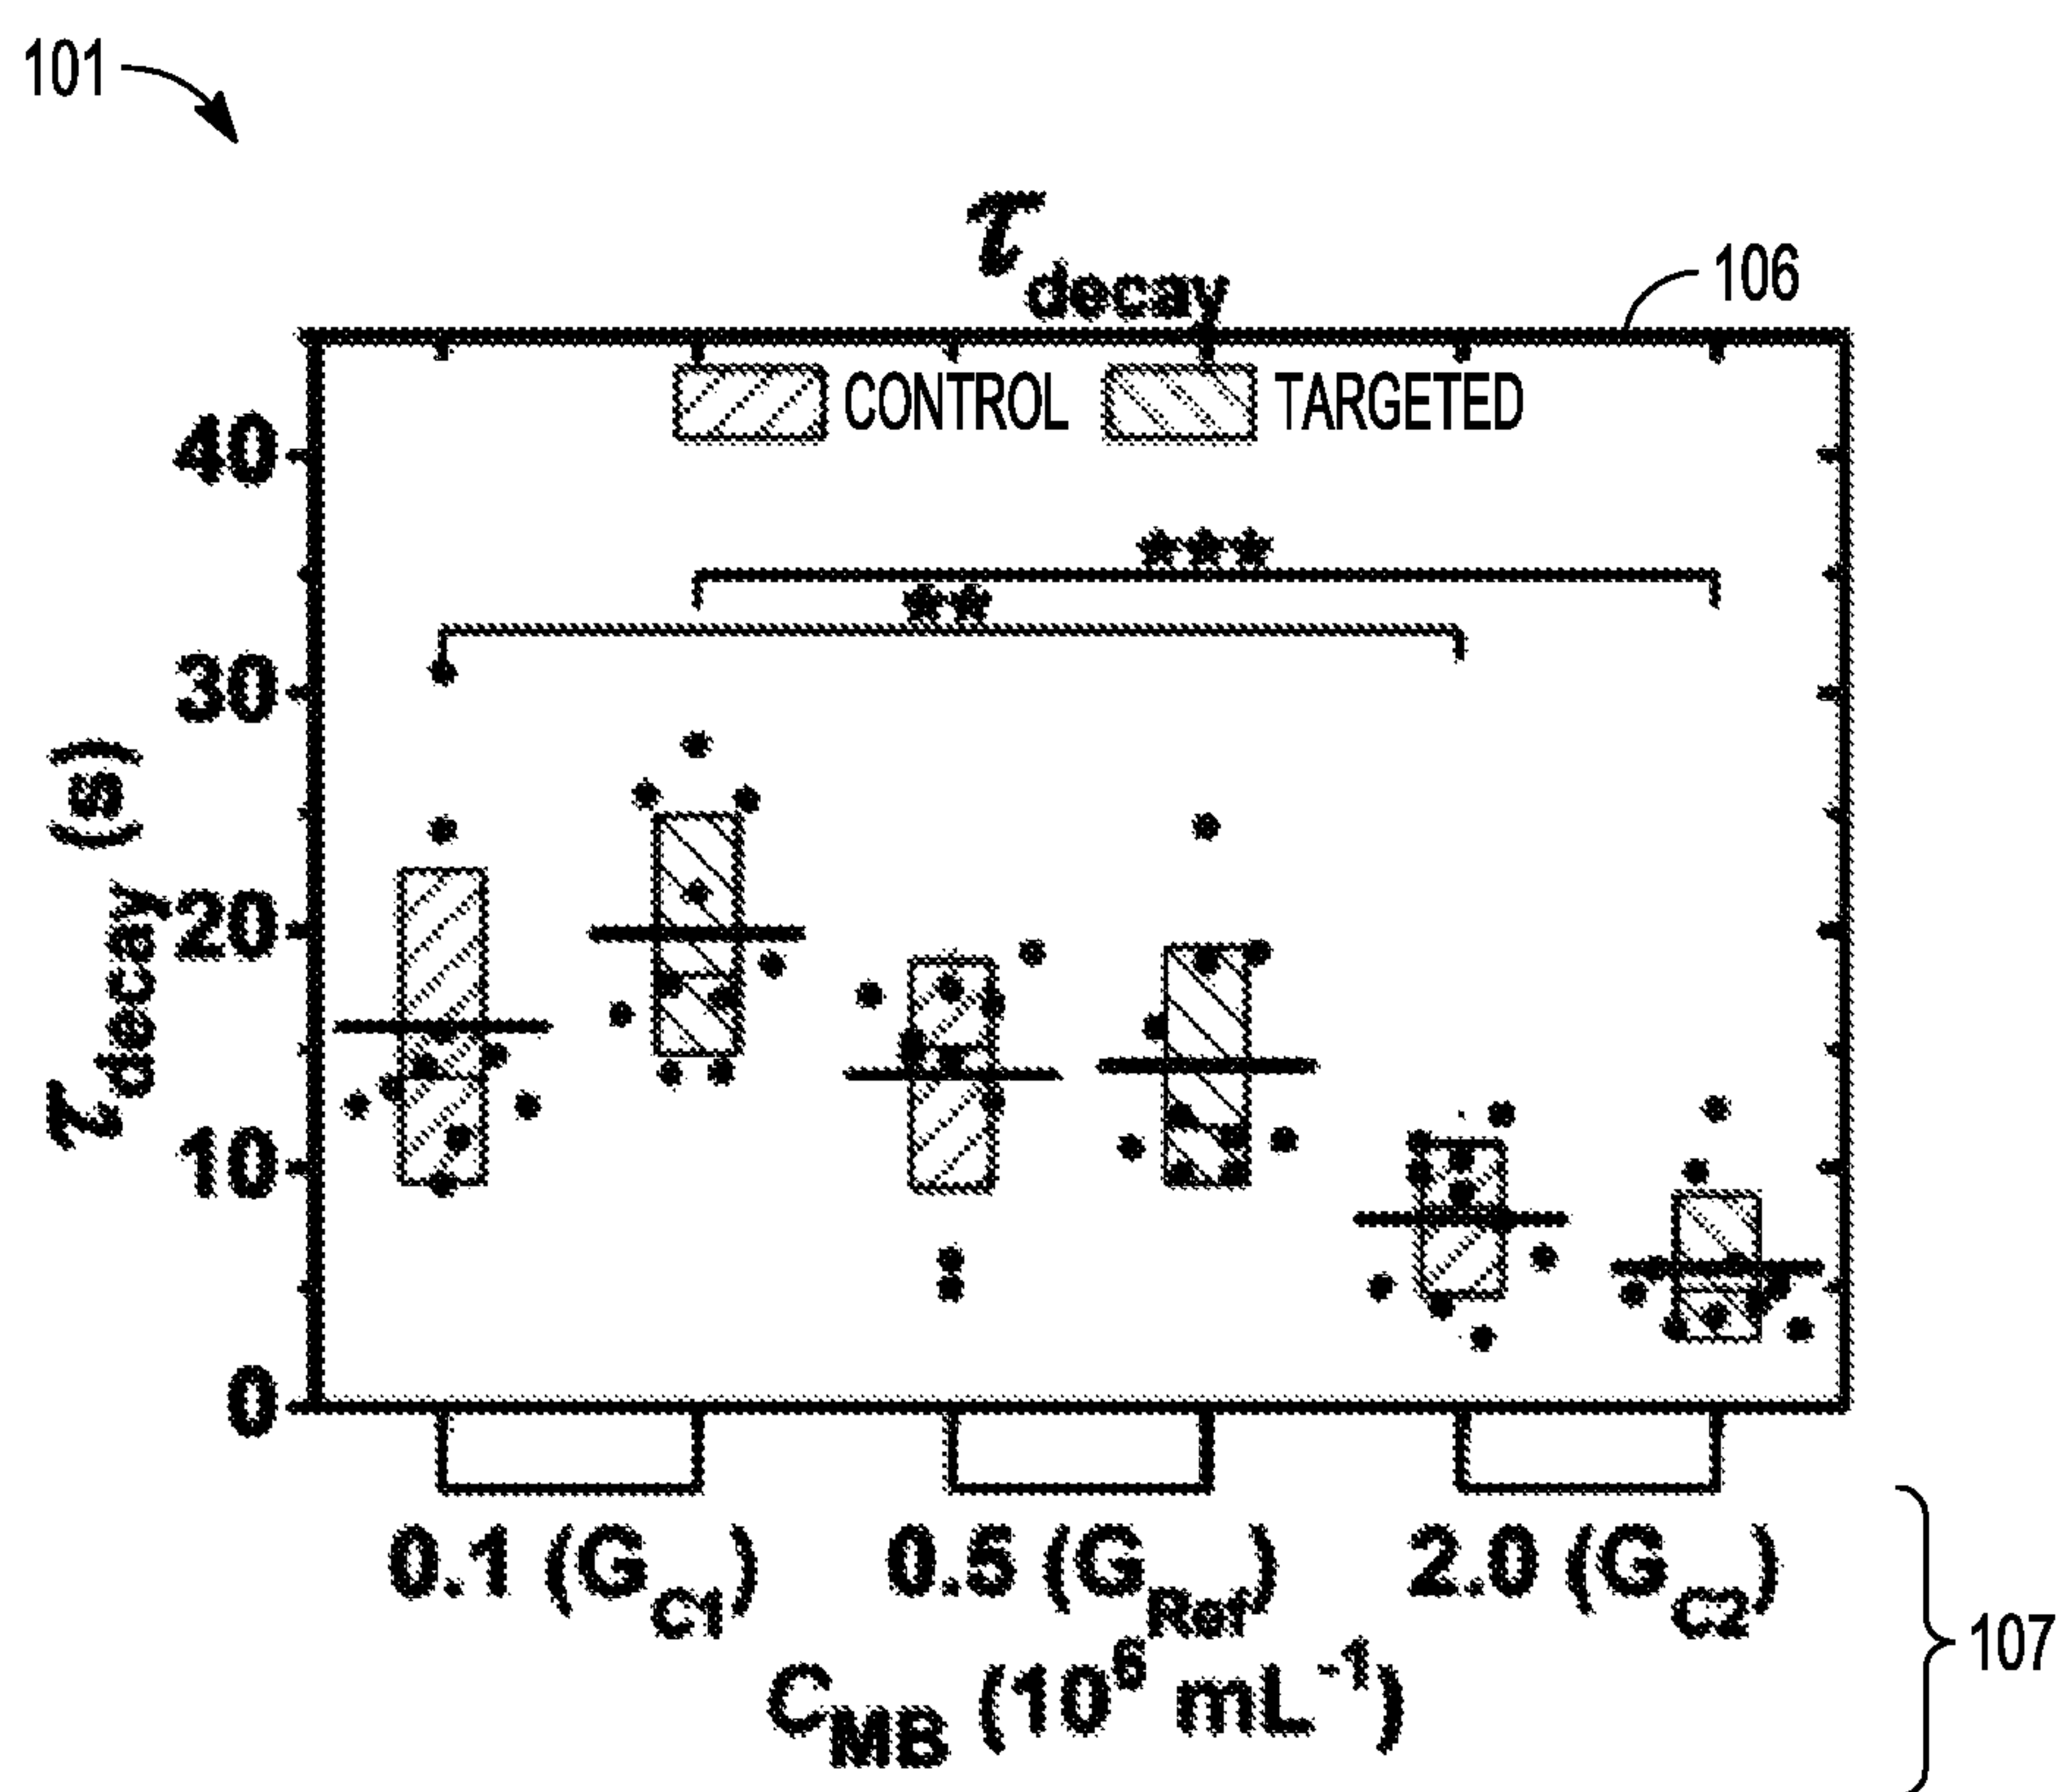 101
τdecay
106
CONTROL TARGETED
40
***
**
30
20
10
0
τdecay (s)
0.1 (GC1) 0.5 (GRef) 2.0 (GC2)
CMB (10⁶ mL⁻¹)
107